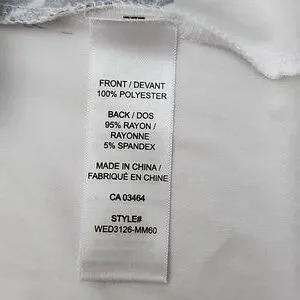 FRONT / DEVANT
100% POLYESTER
BACK / DOS
95% RAYON /
RAYONNE
5% SPANDEX
MADE IN CHINA /
FABRIQUÉ EN CHINE
CA 03464
STYLE#
WED3126-MM60